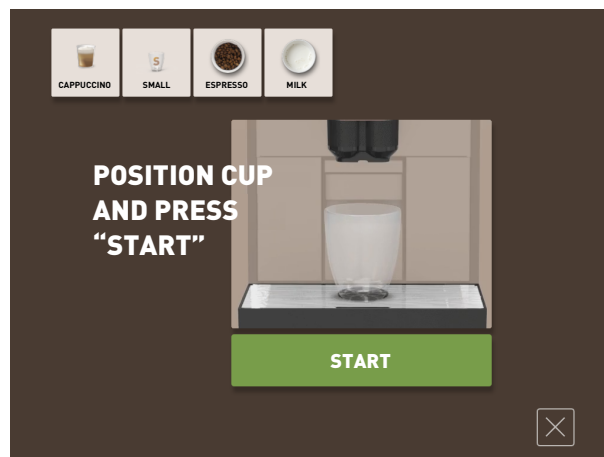 S
CAPPUCCINO SMALL ESPRESSO MILK
POSITION CUP
AND PRESS
“START”
START